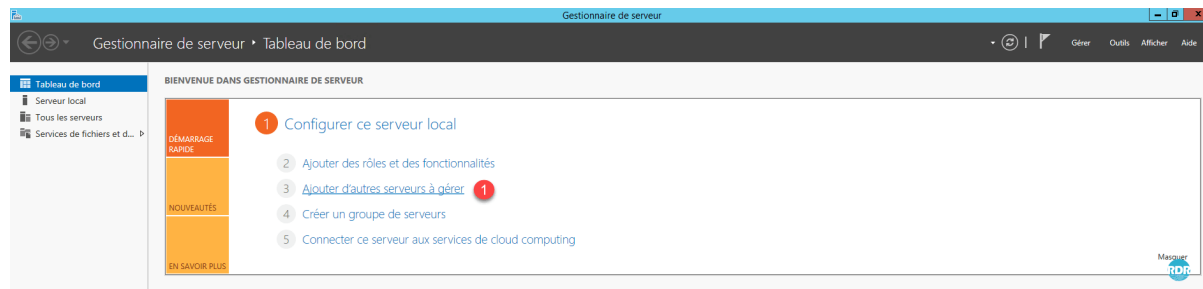 Gestionnaire de serveur
Gestionnaire de serveur ‣ Tableau de bord
Gérer Outils Afficher Aide
Tableau de bord
Serveur local
Tous les serveurs
Services de fichiers et d...
BIENVENUE DANS GESTIONNAIRE DE SERVEUR
DÉMARRAGE
RAPIDE
NOUVEAUTÉS
EN SAVOIR PLUS
1 Configurer ce serveur local
2 Ajouter des rôles et des fonctionnalités
3 Ajouter d'autres serveurs à gérer 1
4 Créer un groupe de serveurs
5 Connecter ce serveur aux services de cloud computing
Masquer
RDR